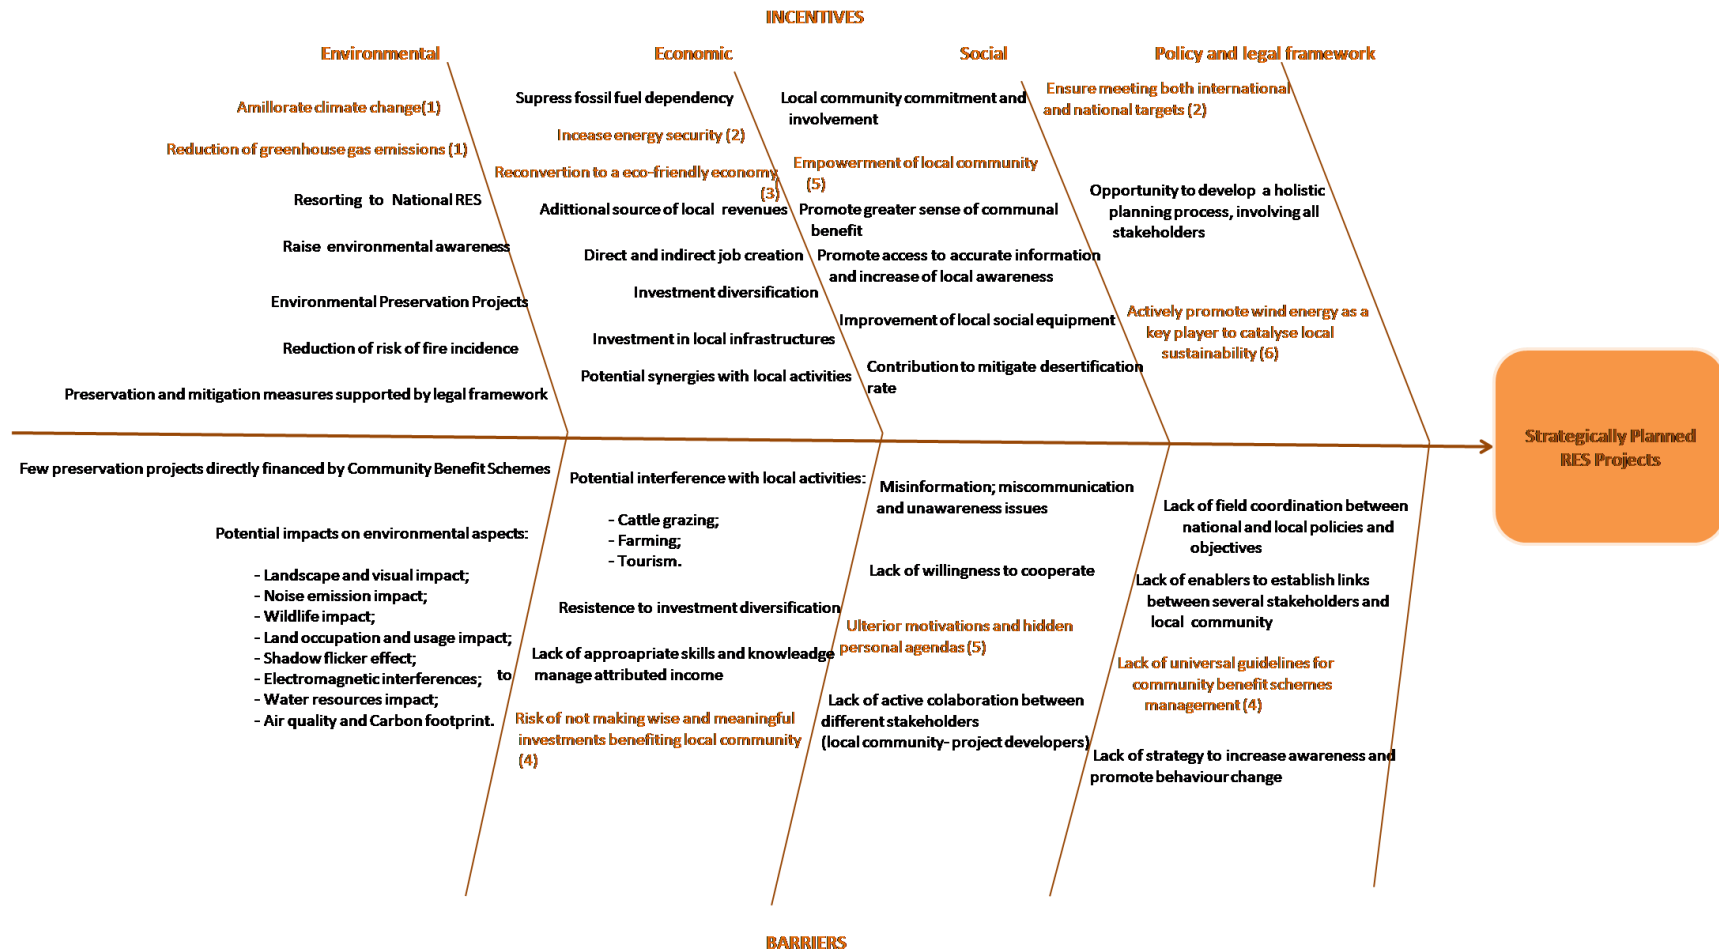 INCENTIVES
Environmental
Amillorate climate change(1)
Reduction of greenhouse gas emissions (1)
Resorting to National RES
Raise environmental awareness
Environmental Preservation Projects
Reduction of risk of fire incidence
Preservation and mitigation measures supported by legal framework
Economic
Supress fossil fuel dependency
Incease energy security (2)
Reconvertion to a eco-friendly economy
(3)
Adittional source of local revenues
Direct and indirect job creation
Investment diversification
Investment in local infrastructures
Potential synergies with local activities
Social
Local community commitment and
involvement
Empowerment of local community
(5)
Promote greater sense of communal
benefit
Promote access to accurate information
and increase of local awareness
Improvement of local social equipment
Contribution to mitigate desertification
rate
Policy and legal framework
Ensure meeting both international
and national targets (2)
Opportunity to develop a holistic
planning process, involving all
stakeholders
Actively promote wind energy as a
key player to catalyse local
sustainability (6)
Strategically Planned
RES Projects
Few preservation projects directly financed by Community Benefit Schemes
Potential impacts on environmental aspects:
- Landscape and visual impact;
- Noise emission impact;
- Wildlife impact;
- Land occupation and usage impact;
- Shadow flicker effect;
- Electromagnetic interferences;
- Water resources impact;
- Air quality and Carbon footprint.
Potential interference with local activities:
- Cattle grazing;
- Farming;
- Tourism.
Resistence to investment diversification
Lack of approapriate skills and knowleadge
to manage attributed income
Risk of not making wise and meaningful
investments benefiting local community
(4)
Misinformation; miscommunication
and unawareness issues
Lack of willingness to cooperate
Ulterior motivations and hidden
personal agendas (5)
Lack of active colaboration between
different stakeholders
(local community- project developers)
Lack of field coordination between
national and local policies and
objectives
Lack of enablers to establish links
between several stakeholders and
local community
Lack of universal guidelines for
community benefit schemes
management (4)
Lack of strategy to increase awareness and
promote behaviour change
BARRIERS